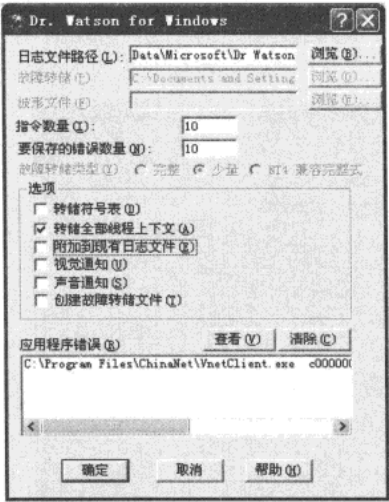 Dr. Watson for Windows
日志文件路径(L): Data\Microsoft\Dr Watson 浏览(B)...
故障转储(F) C:\Documents and Setting 浏览
波形文件 浏览
指令数量(I): 10
要保存的错误数量(N): 10
故障转储类型(Y) 完整 少量 NT4 兼容完整式
选项
转储符号表(D)
转储全部线程上下文(A)
附加到现有日志文件(E)
视觉通知(U)
声音通知(S)
创建故障转储文件(T)
应用程序错误(R) 查看(V) 清除(C)
C:\Program Files\ChinaNet\VnetClient.exe c000000
确定 取消 帮助(H)